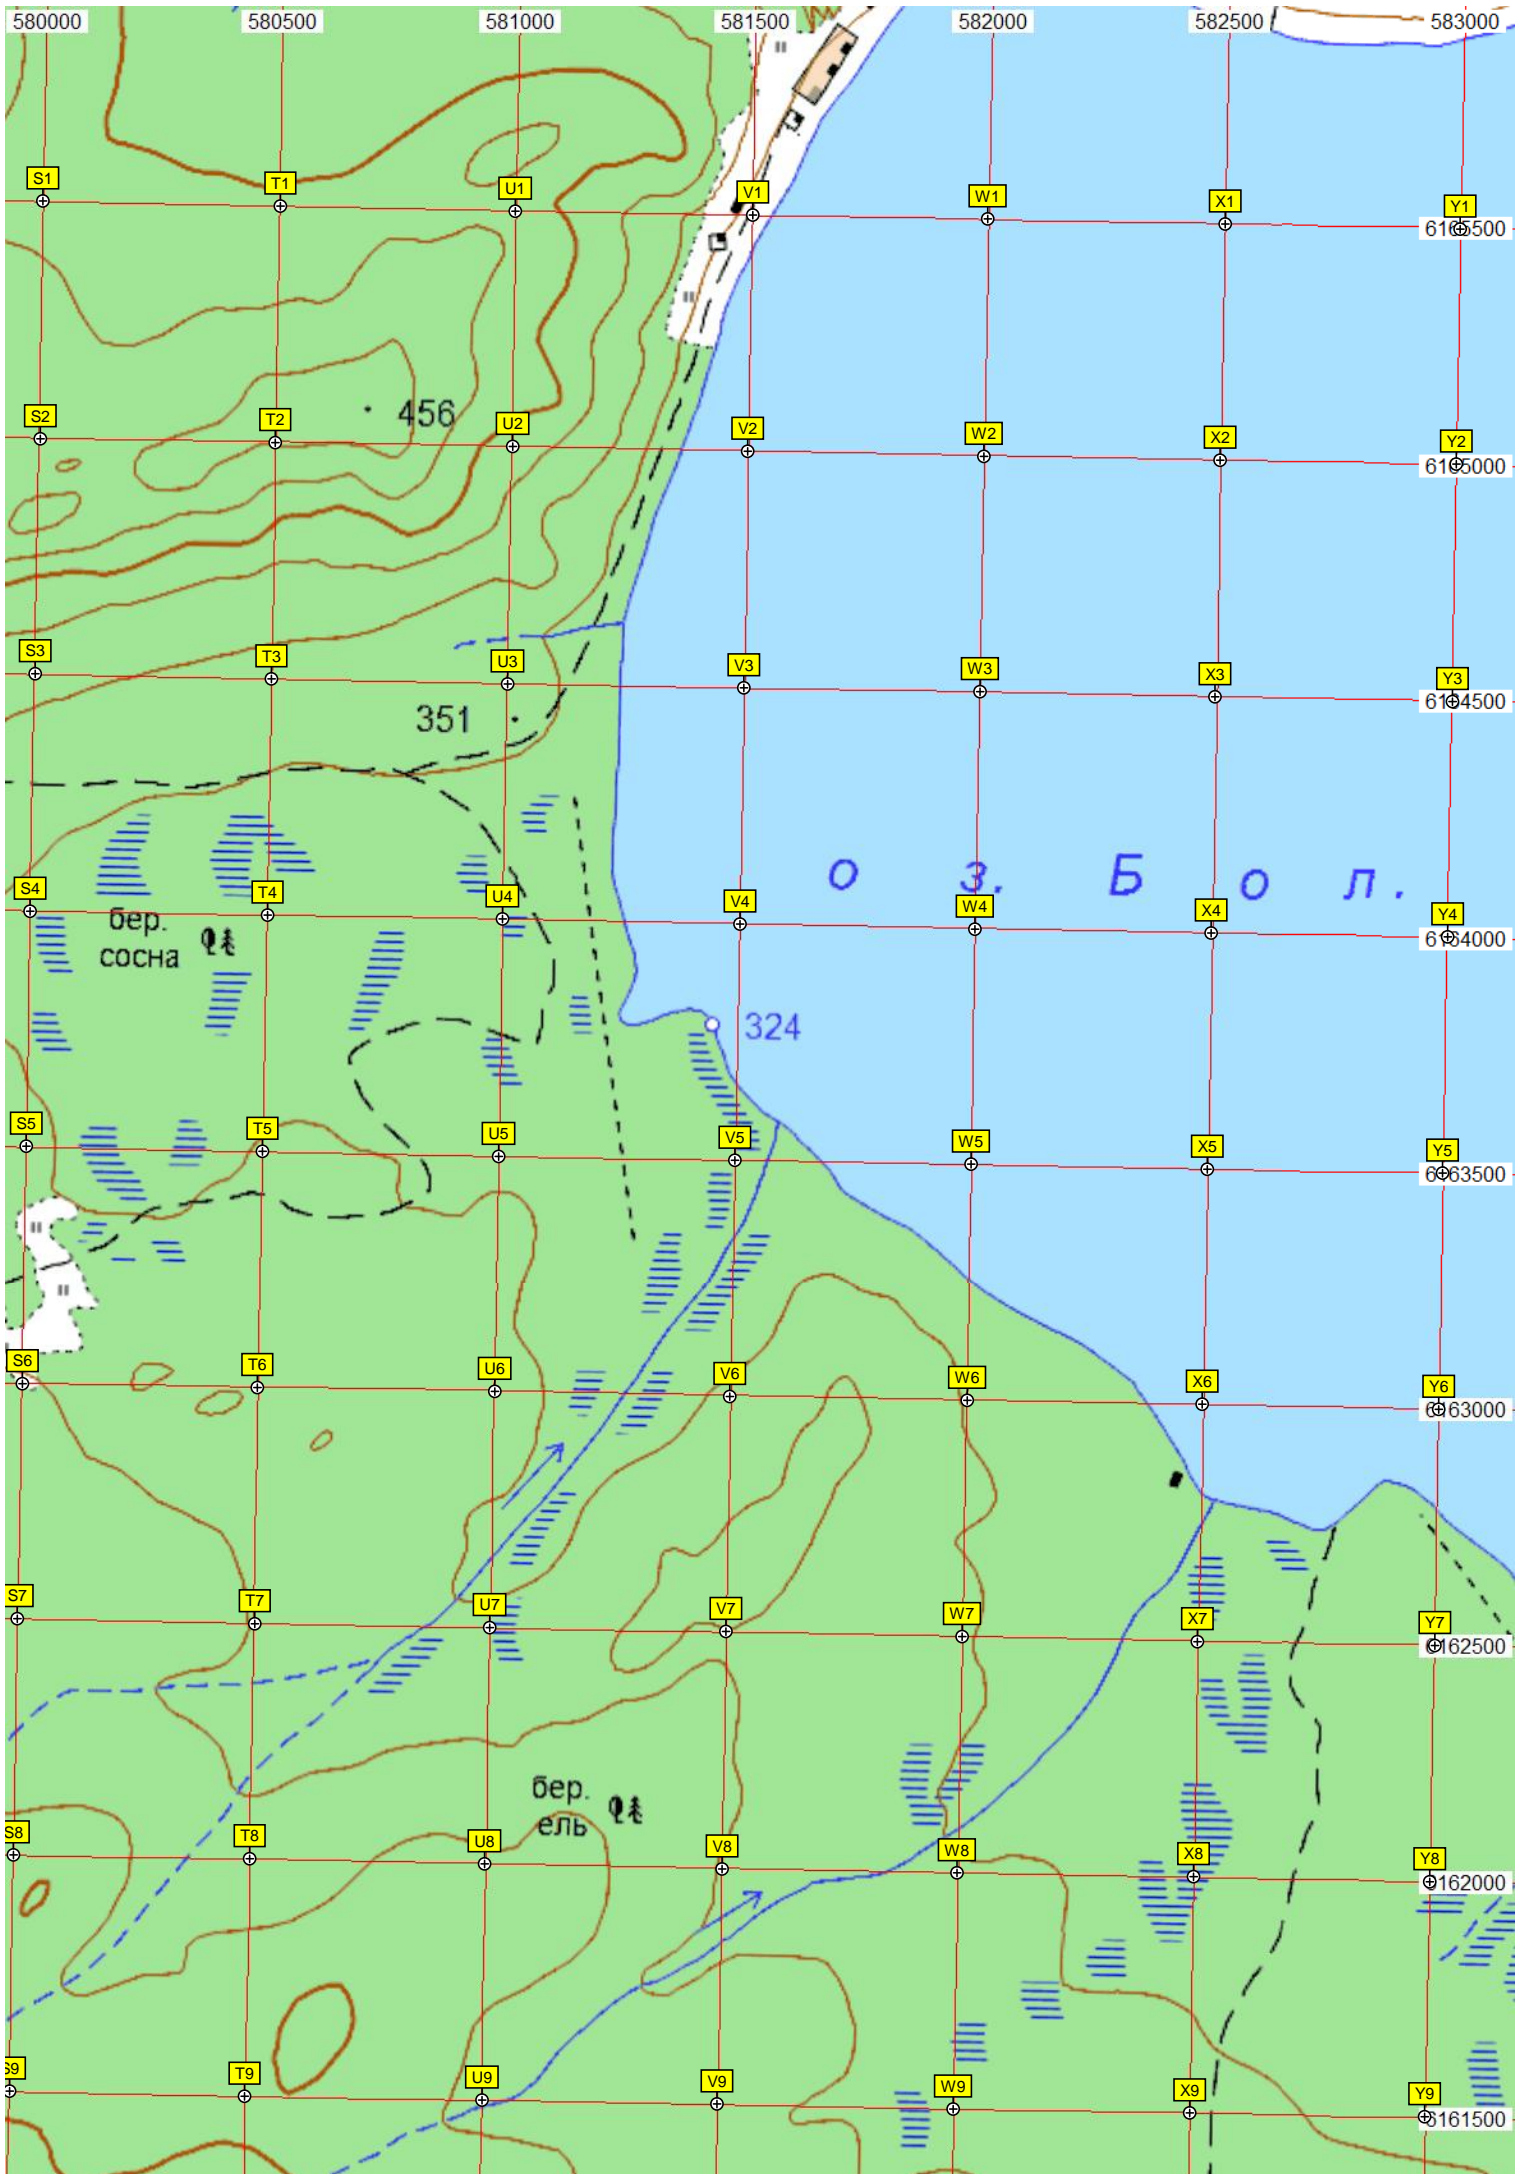 580000 580500 581000 581500 582000 582500 583000
S1 T1 U1 V1 W1 X1 Y1
6165500
456
S2 T2 U2 V2 W2 X2 Y2
6165000
S3 T3 U3 V3 W3 X3 Y3
6164500
351
оз. Бол.
S4 T4 U4 V4 W4 X4 Y4
6164000
бер.
сосна
324
S5 T5 U5 V5 W5 X5 Y5
6163500
S6 T6 U6 V6 W6 X6 Y6
6163000
S7 T7 U7 V7 W7 X7 Y7
6162500
бер.
ель
S8 T8 U8 V8 W8 X8 Y8
6162000
S9 T9 U9 V9 W9 X9 Y9
6161500